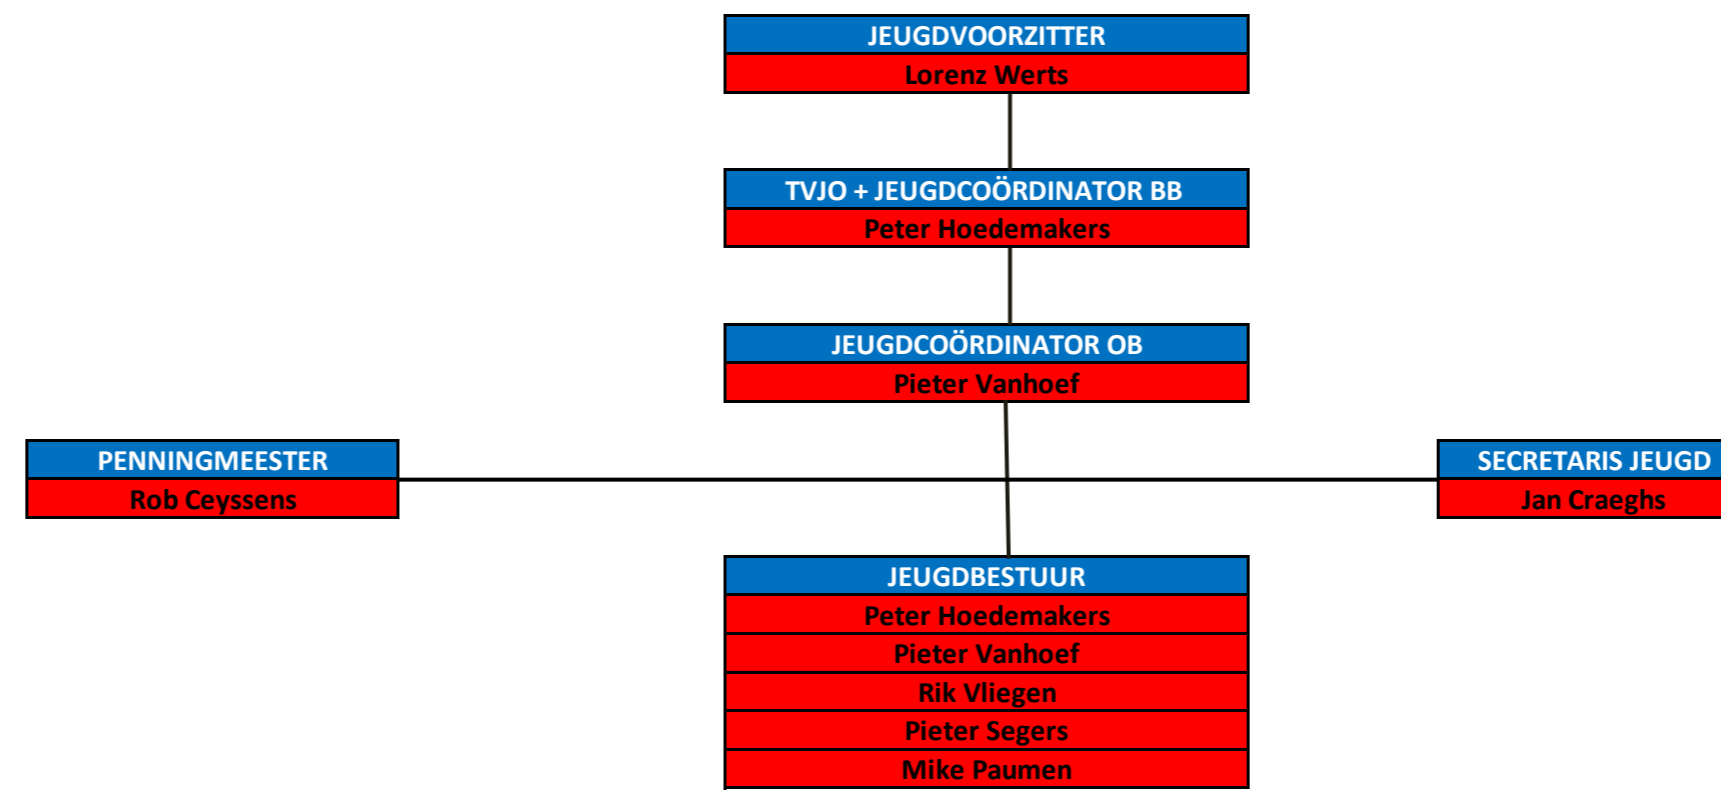 JEUGDVOORZITTER
Lorenz Werts
TVJO + JEUGDCOÖRDINATOR BB
Peter Hoedemakers
JEUGDCOÖRDINATOR OB
Pieter Vanhoef
PENNINGMEESTER
Rob Ceyssens
SECRETARIS JEUGD
Jan Craeghs
JEUGDBESTUUR
Peter Hoedemakers
Pieter Vanhoef
Rik Vliegen
Pieter Segers
Mike Paumen